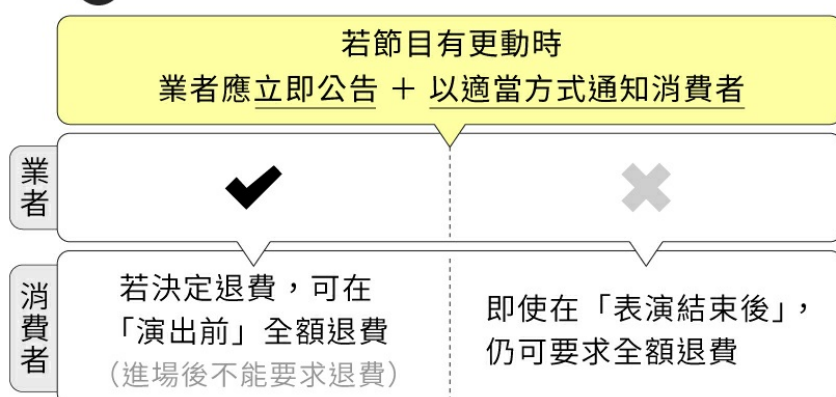 若節目有更動時
業者應立即公告 + 以適當方式通知消費者
業者
消費者
若決定退費，可在
「演出前」全額退費
（進場後不能要求退費）
即使在「表演結束後」，
仍可要求全額退費